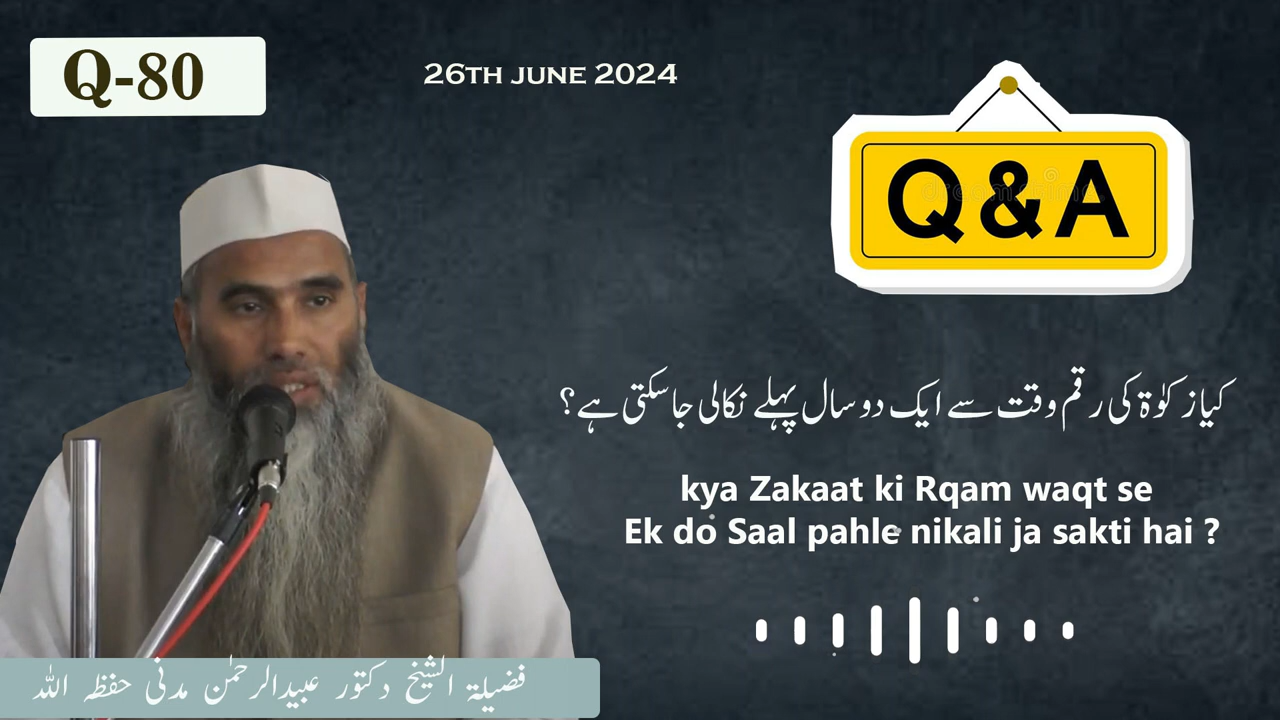 Q-80
26TH JUNE 2024
Q&A
کیا زکوٰۃ کی رقم وقت سے ایک دو سال پہلے نکالی جا سکتی ہے؟
kya Zakaat ki Rqam waqt se
Ek do Saal pahle nikali ja sakti hai ?
فضیلۃ الشیخ دکتور عبیدالرحمٰن مدنی حفظہ اللہ